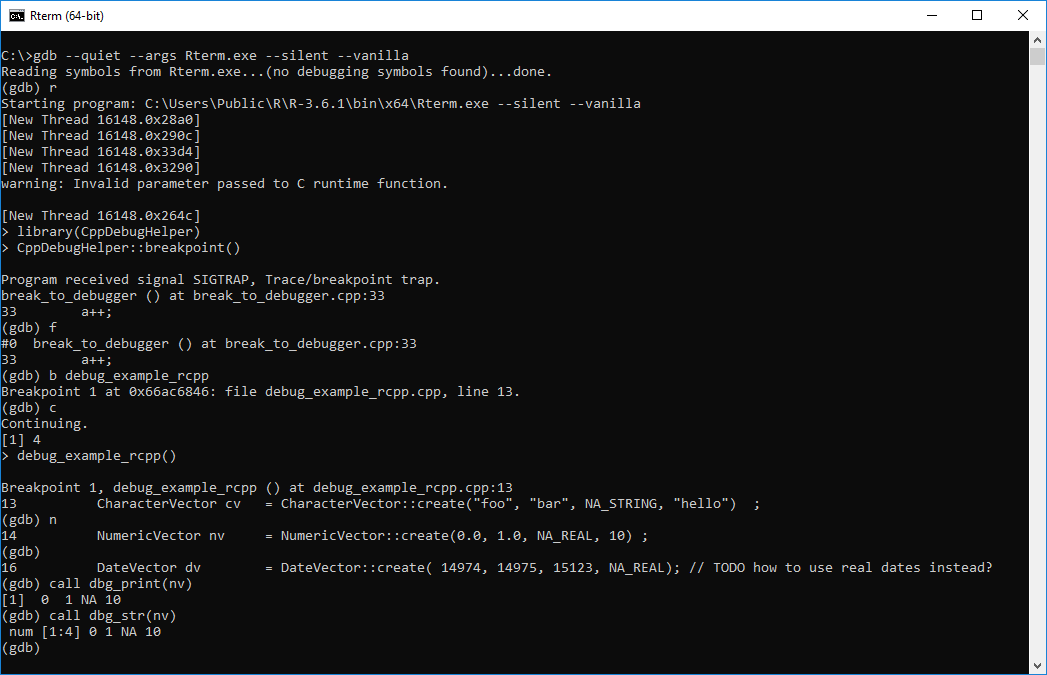 Rterm (64-bit)
C:\>gdb --quiet --args Rterm.exe --silent --vanilla
Reading symbols from Rterm.exe...(no debugging symbols found)...done.
(gdb) r
Starting program: C:\Users\Public\R\R-3.6.1\bin\x64\Rterm.exe --silent --vanilla
[New Thread 16148.0x28a0]
[New Thread 16148.0x290c]
[New Thread 16148.0x33d4]
[New Thread 16148.0x3290]
warning: Invalid parameter passed to C runtime function.
[New Thread 16148.0x264c]
> library(CppDebugHelper)
> CppDebugHelper::breakpoint()
Program received signal SIGTRAP, Trace/breakpoint trap.
break_to_debugger () at break_to_debugger.cpp:33
33        a++;
(gdb) f
#0  break_to_debugger () at break_to_debugger.cpp:33
33        a++;
(gdb) b debug_example_rcpp
Breakpoint 1 at 0x66ac6846: file debug_example_rcpp.cpp, line 13.
(gdb) c
Continuing.
[1] 4
> debug_example_rcpp()
Breakpoint 1, debug_example_rcpp () at debug_example_rcpp.cpp:13
13          CharacterVector cv   = CharacterVector::create("foo", "bar", NA_STRING, "hello")  ;
(gdb) n
14          NumericVector nv     = NumericVector::create(0.0, 1.0, NA_REAL, 10) ;
(gdb)
16          DateVector dv        = DateVector::create( 14974, 14975, 15123, NA_REAL); // TODO how to use real dates instead?
(gdb) call dbg_print(nv)
[1]  0  1 NA 10
(gdb) call dbg_str(nv)
 num [1:4] 0 1 NA 10
(gdb)